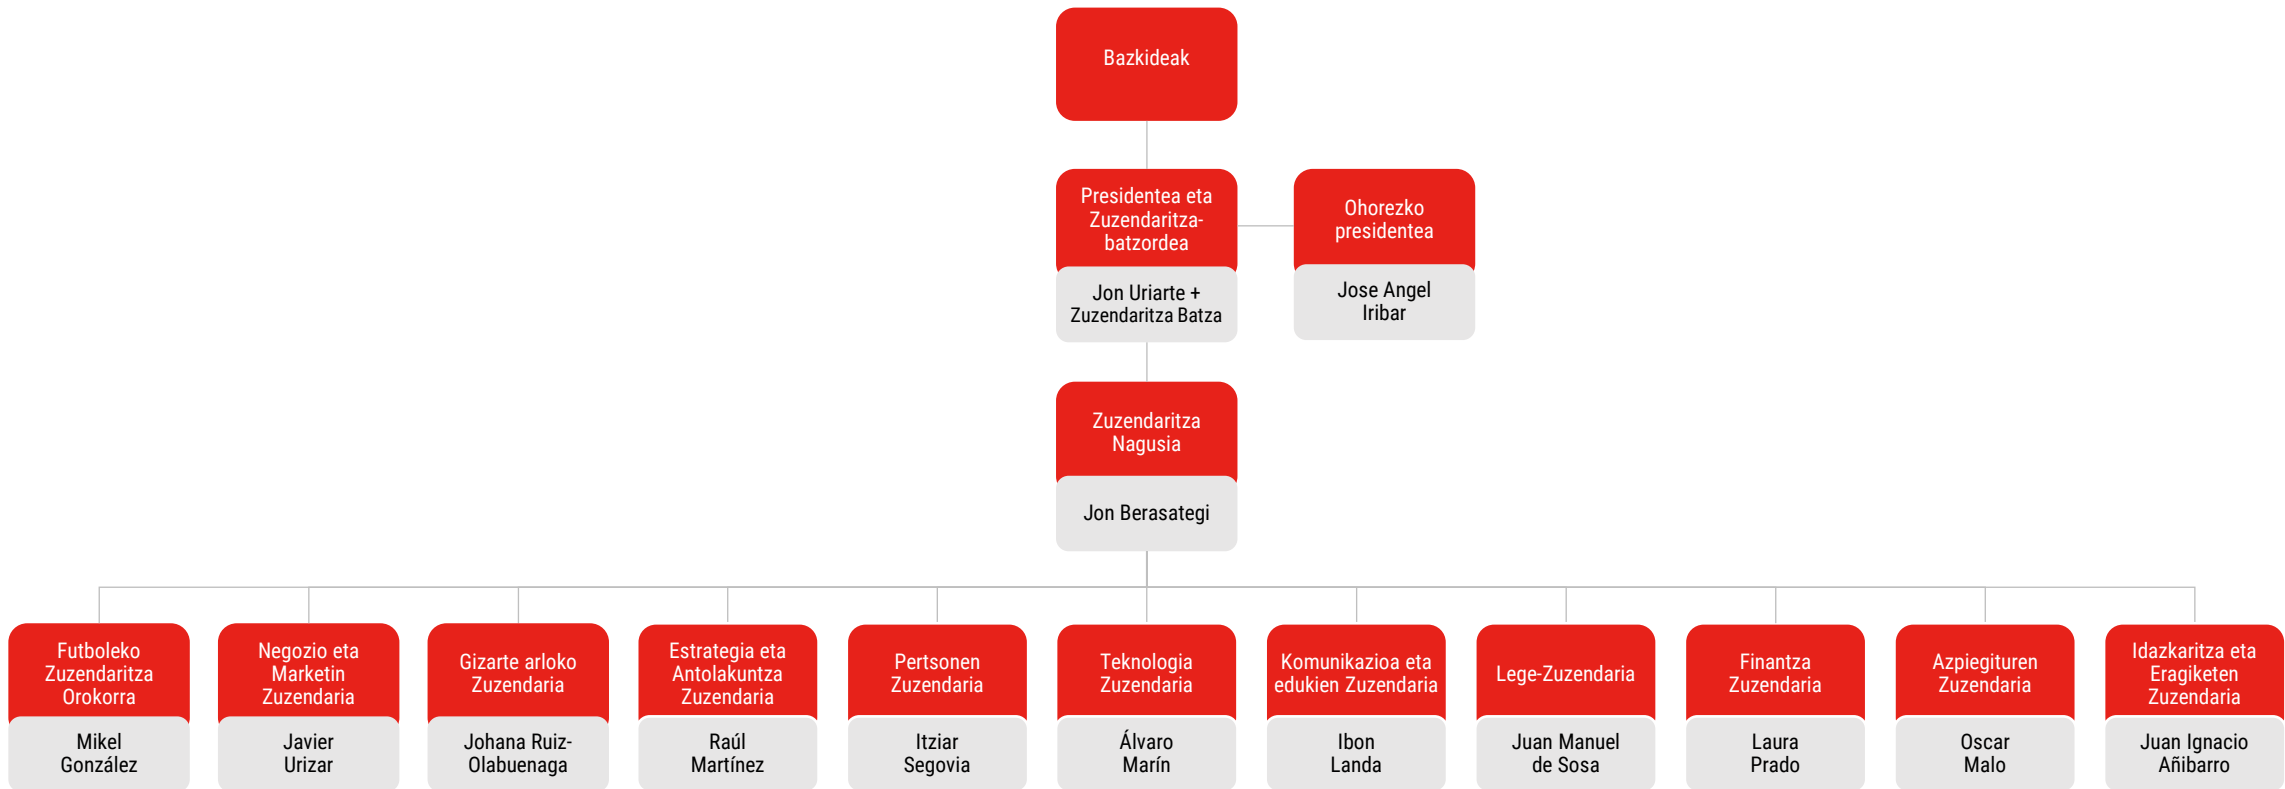 Bazkideak
Presidentea eta
Zuzendaritza-
batzordea
Jon Uriarte +
Zuzendaritza Batza
Ohorezko
presidentea
Jose Angel
Iribar
Zuzendaritza
Nagusia
Jon Berasategi
Futboleko
Zuzendaritza
Orokorra
Mikel
González
Negozio eta
Marketin
Zuzendaria
Javier
Urizar
Gizarte arloko
Zuzendaria
Johana Ruiz-
Olabuenaga
Estrategia eta
Antolakuntza
Zuzendaria
Raúl
Martínez
Pertsonen
Zuzendaria
Itziar
Segovia
Teknologia
Zuzendaria
Álvaro
Marín
Komunikazioa eta
edukien Zuzendaria
Ibon
Landa
Lege-Zuzendaria
Juan Manuel
de Sosa
Finantza
Zuzendaria
Laura
Prado
Azpiegituren
Zuzendaria
Oscar
Malo
Idazkaritza eta
Eragiketen
Zuzendaria
Juan Ignacio
Añibarro